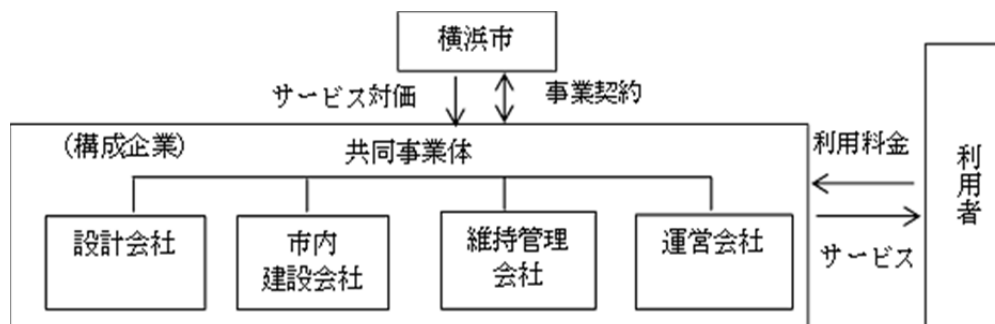 横浜市
サービス対価
事業契約
(構成企業)
共同事業体
利用料金
利用者
設計会社
市内
建設会社
維持管理
会社
運営会社
サービス